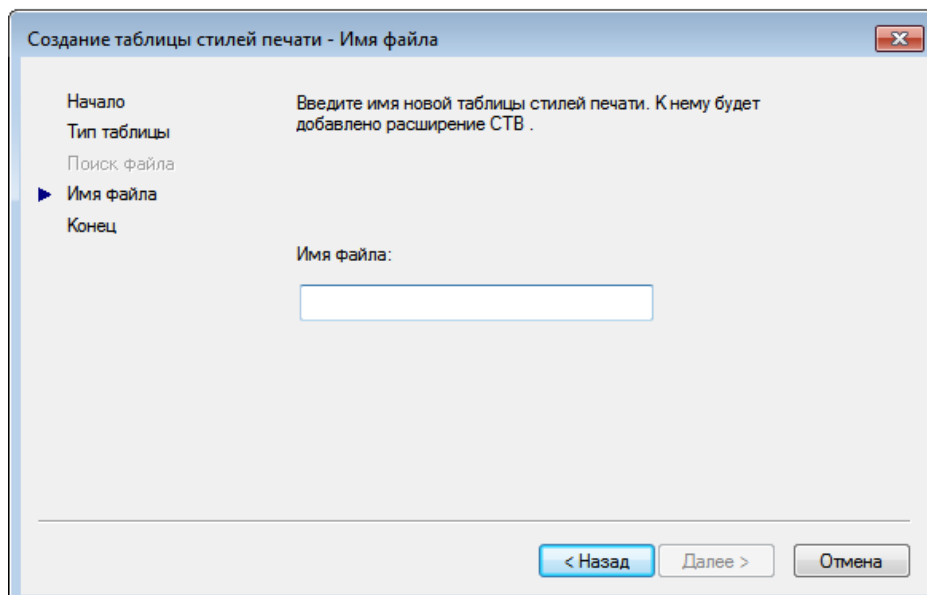 Создание таблицы стилей печати - Имя файла
Начало
Тип таблицы
Поиск файла
Имя файла
Конец
Введите имя новой таблицы стилей печати. К нему будет
добавлено расширение СТВ .
Имя файла:
< Назад
Далее >
Отмена